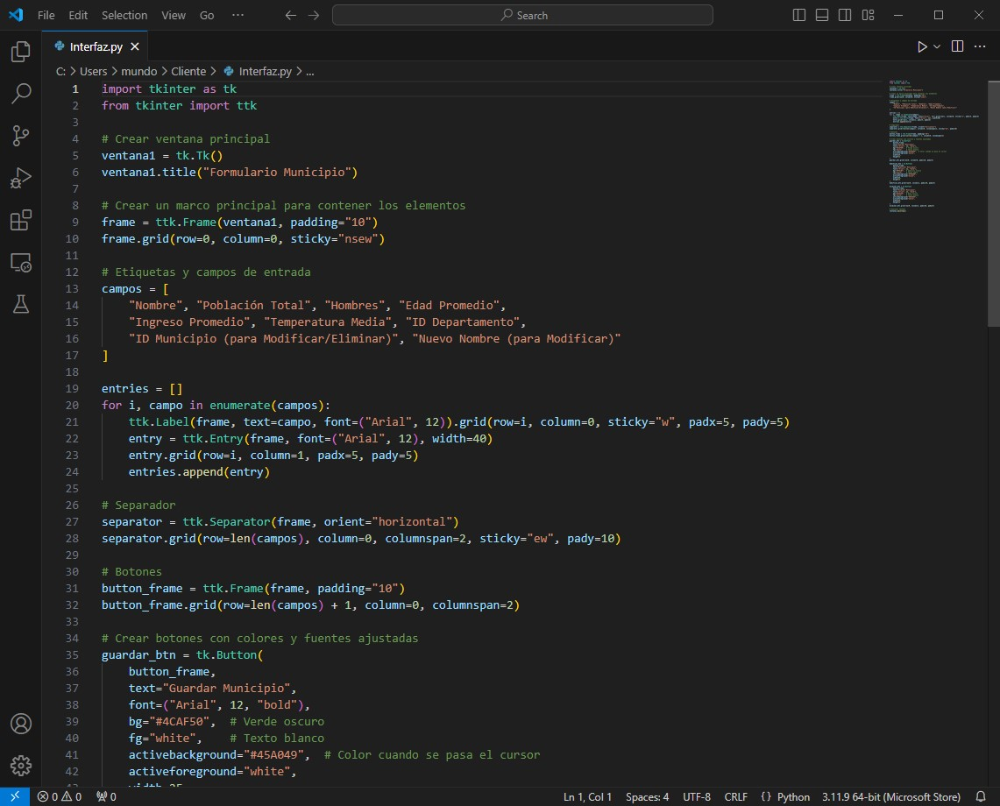 File Edit Selection View Go ··· Search
Interfaz.py
C: > Users > mundo > Cliente > Interfaz.py > ...
1 import tkinter as tk
2 from tkinter import ttk
3
4 # Crear ventana principal
5 ventana1 = tk.Tk()
6 ventana1.title("Formulario Municipio")
7
8 # Crear un marco principal para contener los elementos
9 frame = ttk.Frame(ventana1, padding="10")
10 frame.grid(row=0, column=0, sticky="nsew")
11
12 # Etiquetas y campos de entrada
13 campos = [
14     "Nombre", "Población Total", "Hombres", "Edad Promedio",
15     "Ingreso Promedio", "Temperatura Media", "ID Departamento",
16     "ID Municipio (para Modificar/Eliminar)", "Nuevo Nombre (para Modificar)"
17 ]
18
19 entries = []
20 for i, campo in enumerate(campos):
21     ttk.Label(frame, text=campo, font=("Arial", 12)).grid(row=i, column=0, sticky="w", padx=5, pady=5)
22     entry = ttk.Entry(frame, font=("Arial", 12), width=40)
23     entry.grid(row=i, column=1, padx=5, pady=5)
24     entries.append(entry)
25
26 # Separador
27 separator = ttk.Separator(frame, orient="horizontal")
28 separator.grid(row=len(campos), column=0, columnspan=2, sticky="ew", pady=10)
29
30 # Botones
31 button_frame = ttk.Frame(frame, padding="10")
32 button_frame.grid(row=len(campos) + 1, column=0, columnspan=2)
33
34 # Crear botones con colores y fuentes ajustadas
35 guardar_btn = tk.Button(
36     button_frame,
37     text="Guardar Municipio",
38     font=("Arial", 12, "bold"),
39     bg="#4CAF50",  # Verde oscuro
40     fg="white",    # Texto blanco
41     activebackground="#45A049",  # Color cuando se pasa el cursor
42     activeforeground="white",
0 0 0 Ln 1, Col 1 Spaces: 4 UTF-8 CRLF {} Python 3.11.9 64-bit (Microsoft Store)